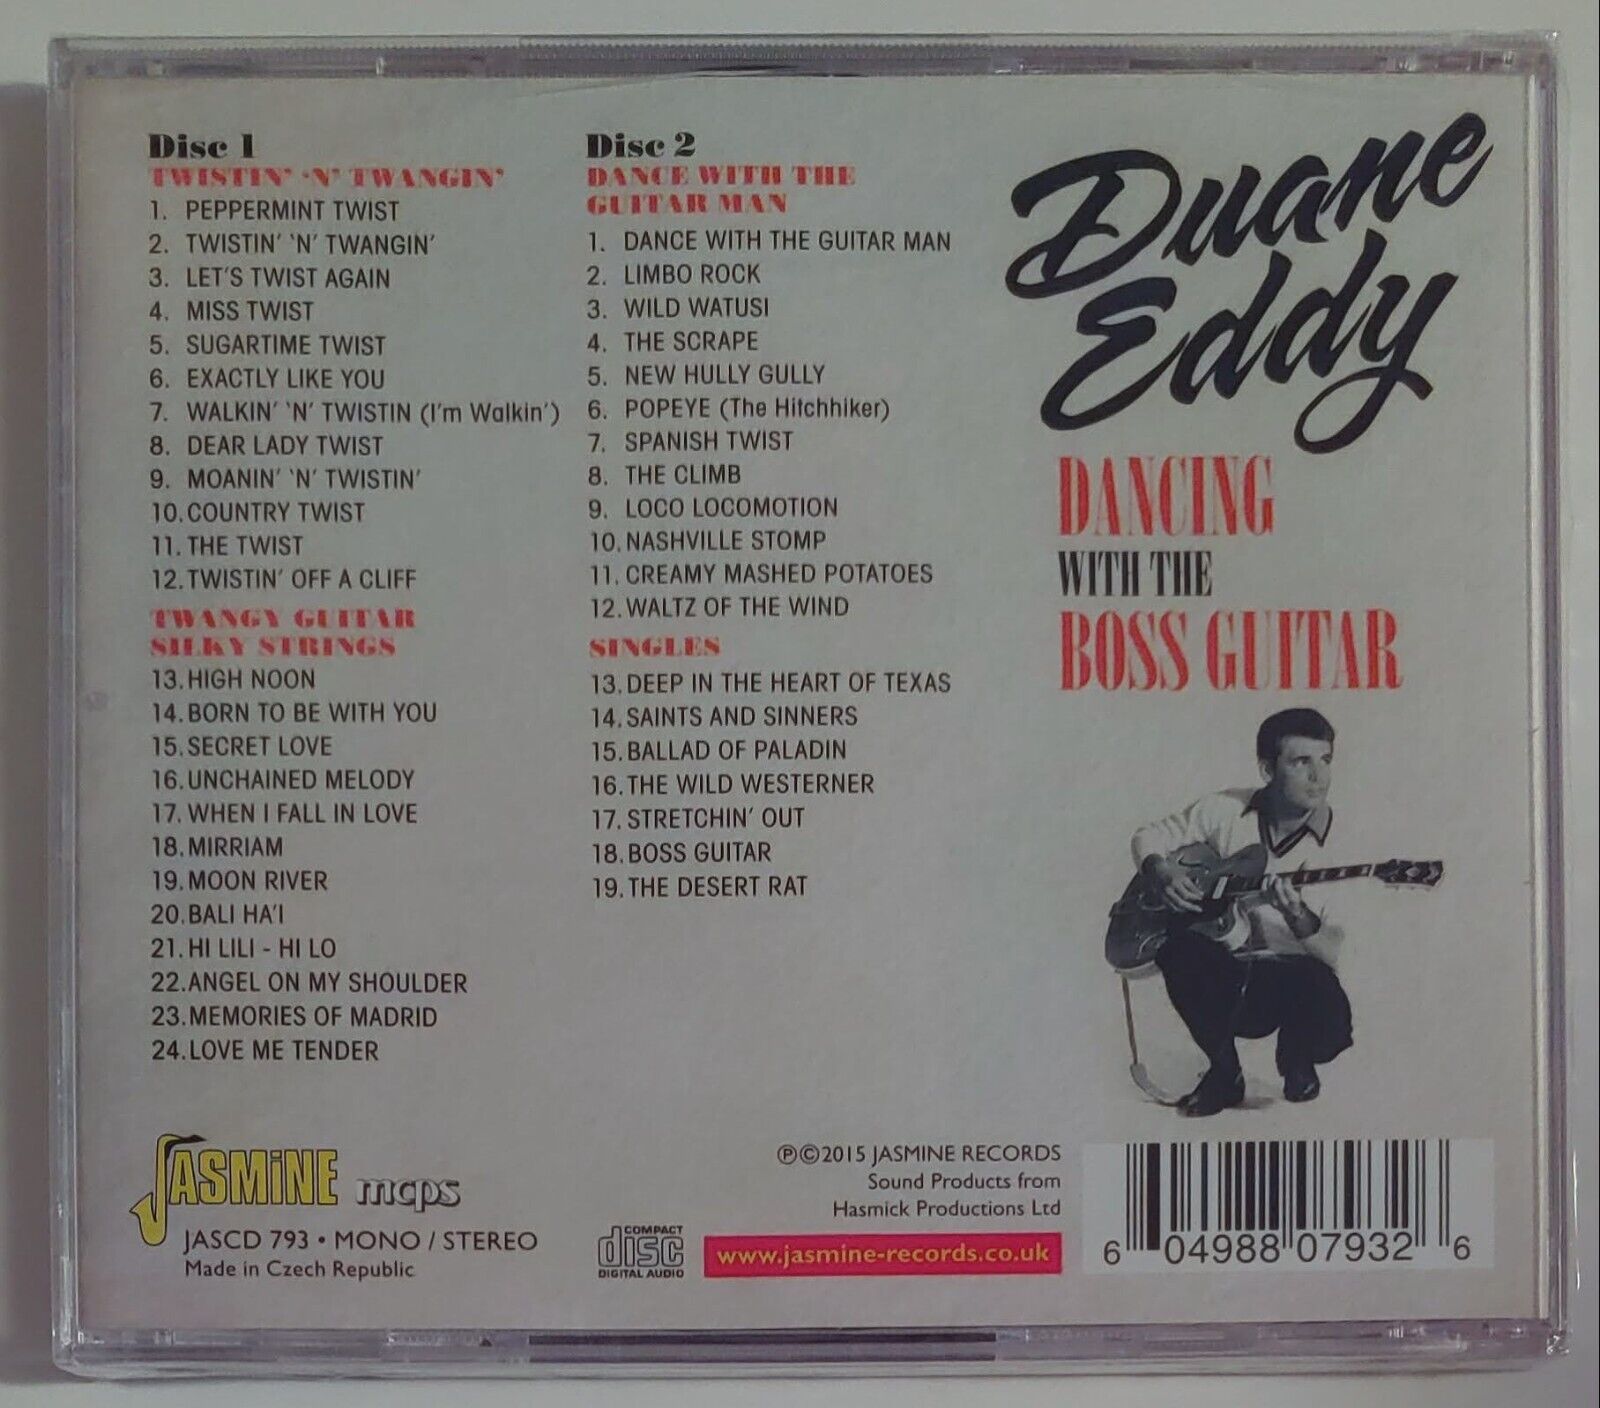 Disc 1
TWISTIN' 'N' TWANGIN'
1. PEPPERMINT TWIST
2. TWISTIN' 'N' TWANGIN'
3. LET'S TWIST AGAIN
4. MISS TWIST
5. SUGARTIME TWIST
6. EXACTLY LIKE YOU
7. WALKIN' 'N' TWISTIN (I'm Walkin')
8. DEAR LADY TWIST
9. MOANIN' 'N' TWISTIN'
10. COUNTRY TWIST
11. THE TWIST
12. TWISTIN' OFF A CLIFF
TWANGY GUITAR
SILKY STRINGS
13. HIGH NOON
14. BORN TO BE WITH YOU
15. SECRET LOVE
16. UNCHAINED MELODY
17. WHEN I FALL IN LOVE
18. MIRRIAM
19. MOON RIVER
20. BALI HA'I
21. HI LILI - HI LO
22. ANGEL ON MY SHOULDER
23. MEMORIES OF MADRID
24. LOVE ME TENDER
Disc 2
DANCE WITH THE
GUITAR MAN
1. DANCE WITH THE GUITAR MAN
2. LIMBO ROCK
3. WILD WATUSI
4. THE SCRAPE
5. NEW HULLY GULLY
6. POPEYE (The Hitchhiker)
7. SPANISH TWIST
8. THE CLIMB
9. LOCO LOCOMOTION
10. NASHVILLE STOMP
11. CREAMY MASHED POTATOES
12. WALTZ OF THE WIND
SINGLES
13. DEEP IN THE HEART OF TEXAS
14. SAINTS AND SINNERS
15. BALLAD OF PALADIN
16. THE WILD WESTERNER
17. STRETCHIN' OUT
18. BOSS GUITAR
19. THE DESERT RAT
Duane
Eddy
DANCING
WITH THE
BOSS GUITAR
JASMiNE mcps
JASCD 793 • MONO / STEREO
Made in Czech Republic
COMPACT
disc
DIGITAL AUDIO
℗©2015 JASMINE RECORDS
Sound Products from
Hasmick Productions Ltd
www.jasmine-records.co.uk
6 04988 07932 6